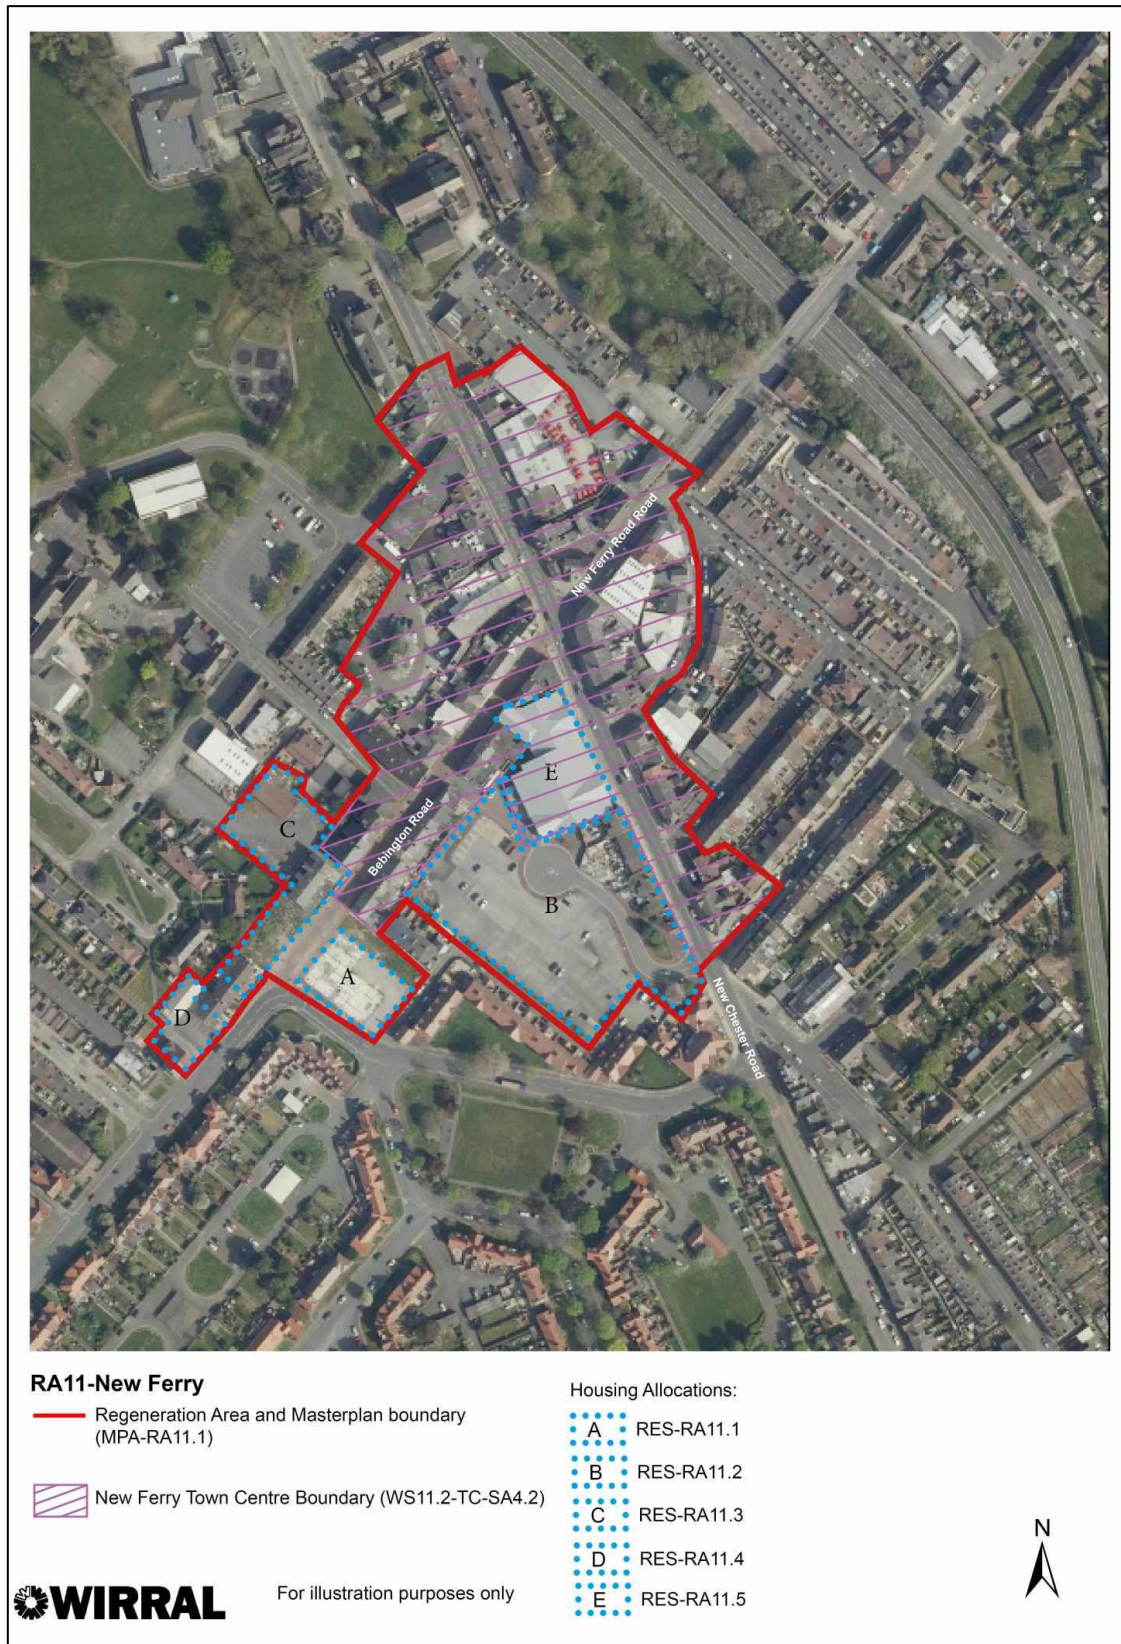 New Ferry Road Road
E
C
Bebington Road
B
A
D
New Chester Road
RA11-New Ferry
Regeneration Area and Masterplan boundary
(MPA-RA11.1)
New Ferry Town Centre Boundary (WS11.2-TC-SA4.2)
Housing Allocations:
A RES-RA11.1
B RES-RA11.2
C RES-RA11.3
D RES-RA11.4
E RES-RA11.5
N
WIRRAL
For illustration purposes only